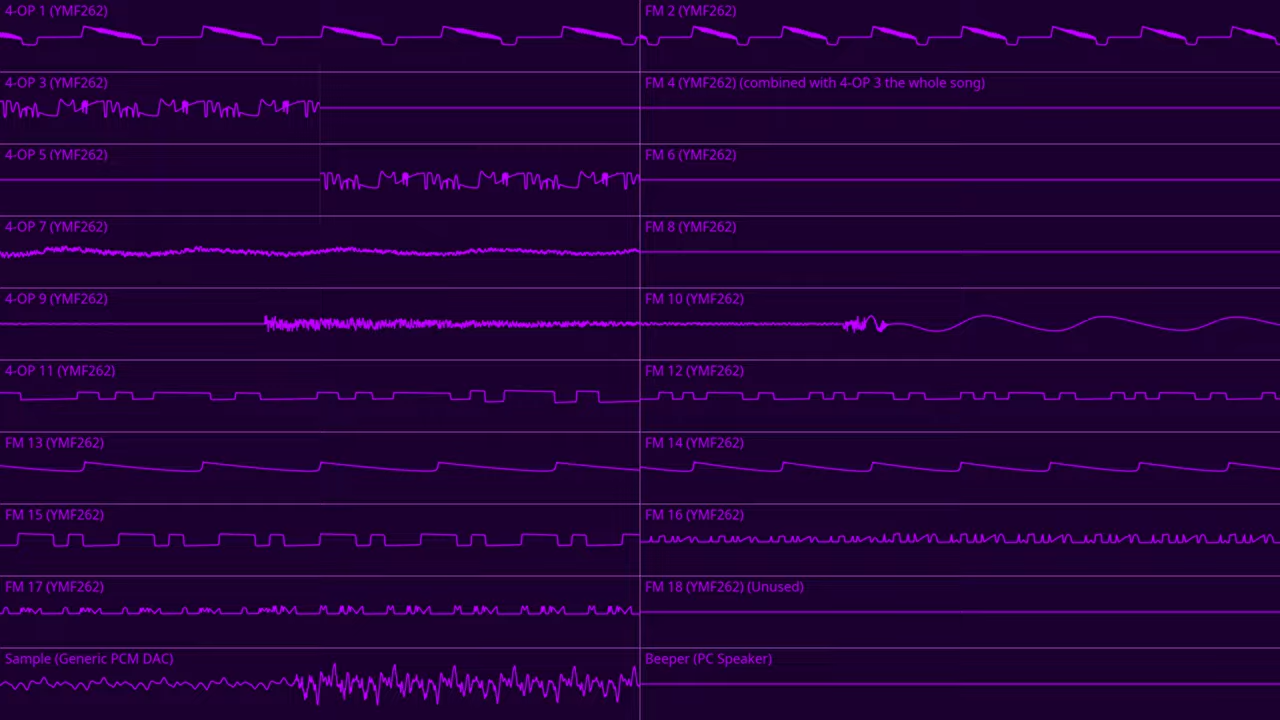 4-OP 1 (YMF262)
FM 2 (YMF262)
4-OP 3 (YMF262)
FM 4 (YMF262) (combined with 4-OP 3 the whole song)
4-OP 5 (YMF262)
FM 6 (YMF262)
4-OP 7 (YMF262)
FM 8 (YMF262)
4-OP 9 (YMF262)
FM 10 (YMF262)
4-OP 11 (YMF262)
FM 12 (YMF262)
FM 13 (YMF262)
FM 14 (YMF262)
FM 15 (YMF262)
FM 16 (YMF262)
FM 17 (YMF262)
FM 18 (YMF262) (Unused)
Sample (Generic PCM DAC)
Beeper (PC Speaker)